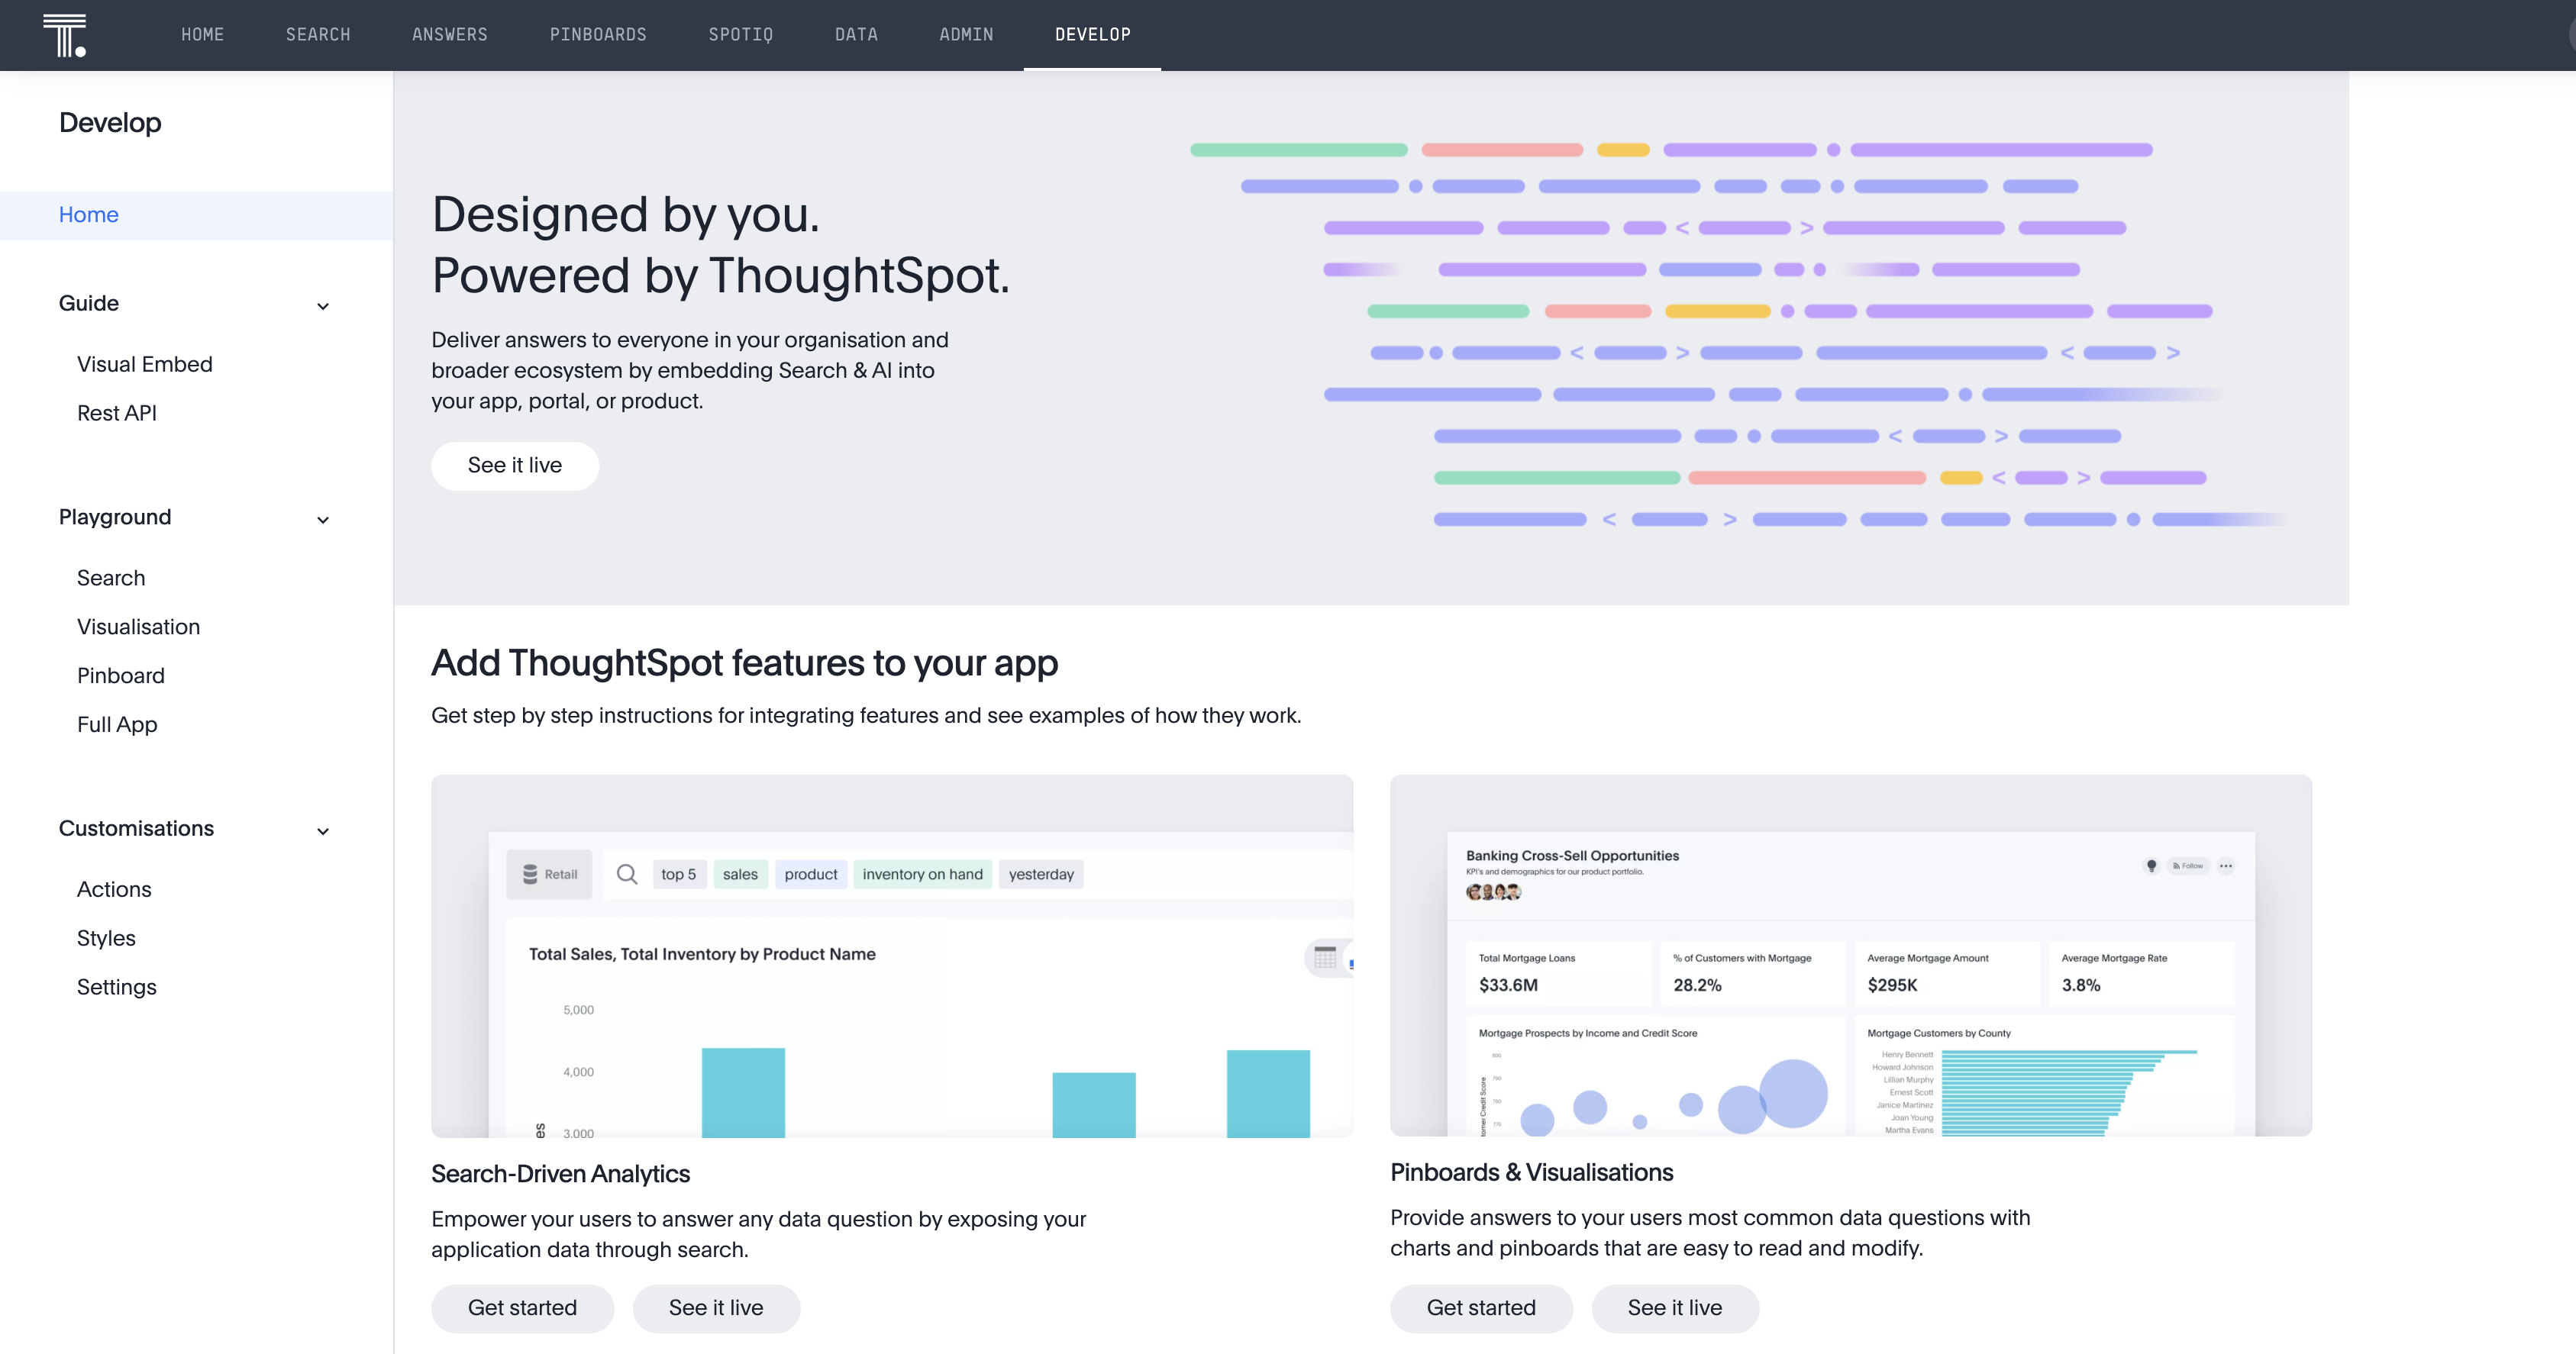 HOME SEARCH ANSWERS PINBOARDS SPOTIQ DATA ADMIN DEVELOP
Develop
Home
Guide
Visual Embed
Rest API
Playground
Search
Visualisation
Pinboard
Full App
Customisations
Actions
Styles
Settings
Designed by you.
Powered by ThoughtSpot.
Deliver answers to everyone in your organisation and
broader ecosystem by embedding Search & AI into
your app, portal, or product.
See it live
Add ThoughtSpot features to your app
Get step by step instructions for integrating features and see examples of how they work.
Retail top 5 sales product inventory on hand yesterday
Total Sales, Total Inventory by Product Name
5,000
4,000
3,000
es
Search-Driven Analytics
Empower your users to answer any data question by exposing your
application data through search.
Get started See it live
Banking Cross-Sell Opportunities
KPI's and demographics for our product portfolio.
Follow
Total Mortgage Loans
$33.6M
% of Customers with Mortgage
28.2%
Average Mortgage Amount
$295K
Average Mortgage Rate
3.8%
Mortgage Prospects by Income and Credit Score
800
790
780
770
tomer Credit Score
Mortgage Customers by County
Henry Bennett
Howard Johnson
Lillian Murphy
Ernest Scott
Janice Martinez
Joan Young
Martha Evans
Pinboards & Visualisations
Provide answers to your users most common data questions with
charts and pinboards that are easy to read and modify.
Get started See it live